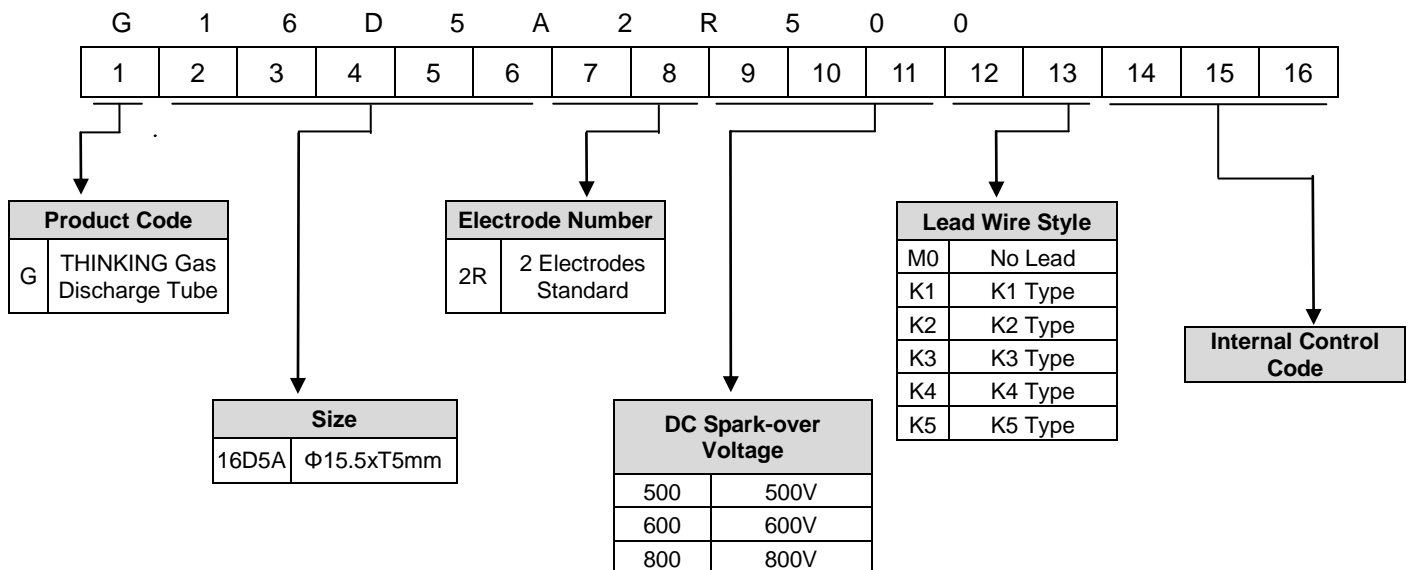 G 1 6 D 5 A 2 R 5 0 0
1 2 3 4 5 6 7 8 9 10 11 12 13 14 15 16
Product Code
G THINKING Gas
Discharge Tube
Electrode Number
2R 2 Electrodes
Standard
Lead Wire Style
M0 No Lead
K1 K1 Type
K2 K2 Type
K3 K3 Type
K4 K4 Type
K5 K5 Type
Internal Control
Code
Size
16D5A Φ15.5xT5mm
DC Spark-over
Voltage
500 500V
600 600V
800 800V